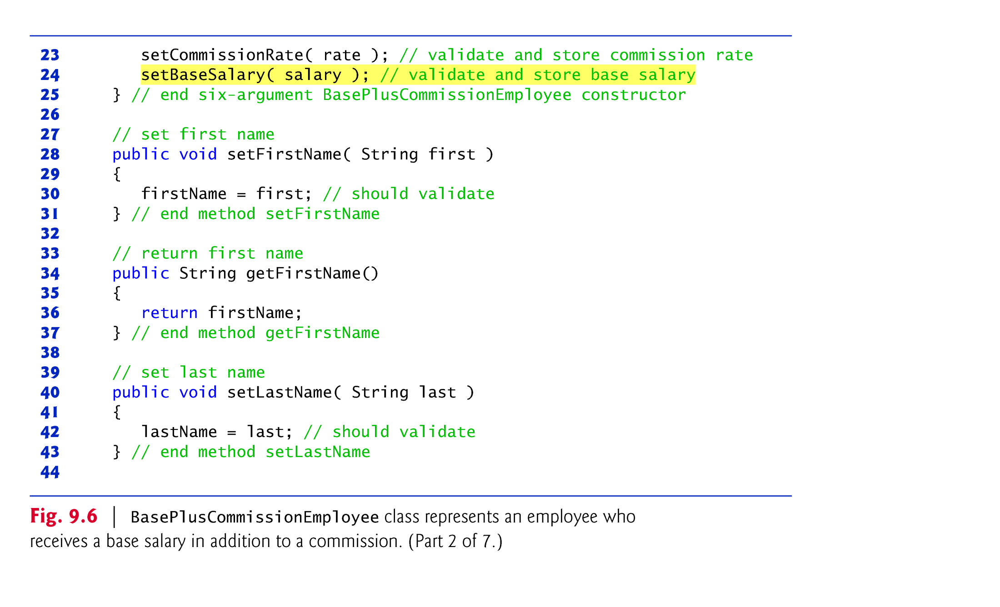 23 setCommissionRate( rate ); // validate and store commission rate
24 setBaseSalary( salary ); // validate and store base salary
25 } // end six-argument BasePlusCommissionEmployee constructor
26
27 // set first name
28 public void setFirstName( String first )
29 {
30 firstName = first; // should validate
31 } // end method setFirstName
32
33 // return first name
34 public String getFirstName()
35 {
36 return firstName;
37 } // end method getFirstName
38
39 // set last name
40 public void setLastName( String last )
41 {
42 lastName = last; // should validate
43 } // end method setLastName
44
Fig. 9.6 | BasePlusCommissionEmployee class represents an employee who
receives a base salary in addition to a commission. (Part 2 of 7.)